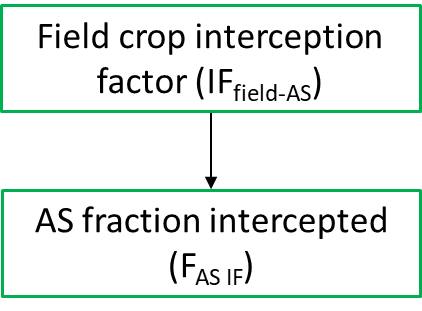 Field crop interception
factor (IFfield-AS)
AS fraction intercepted
(FAS IF)